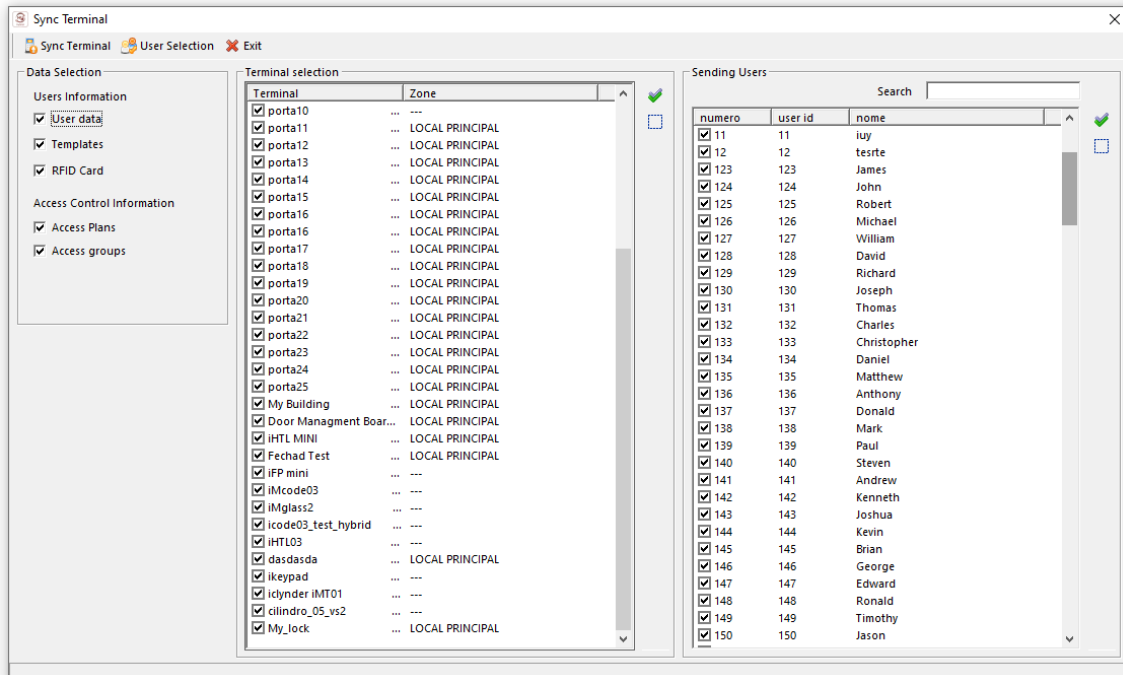 Sync Terminal
Sync Terminal User Selection Exit
Data Selection
Users Information
User data
Templates
RFID Card
Access Control Information
Access Plans
Access groups
Terminal selection
Terminal Zone
porta10 ... ---
porta11 ... LOCAL PRINCIPAL
porta12 ... LOCAL PRINCIPAL
porta13 ... LOCAL PRINCIPAL
porta14 ... LOCAL PRINCIPAL
porta15 ... LOCAL PRINCIPAL
porta16 ... LOCAL PRINCIPAL
porta16 ... LOCAL PRINCIPAL
porta17 ... LOCAL PRINCIPAL
porta18 ... LOCAL PRINCIPAL
porta19 ... LOCAL PRINCIPAL
porta20 ... LOCAL PRINCIPAL
porta21 ... LOCAL PRINCIPAL
porta22 ... LOCAL PRINCIPAL
porta23 ... LOCAL PRINCIPAL
porta24 ... LOCAL PRINCIPAL
porta25 ... LOCAL PRINCIPAL
My Building ... LOCAL PRINCIPAL
Door Managment Boar... LOCAL PRINCIPAL
iHTL MINI ... LOCAL PRINCIPAL
Fechad Test ... LOCAL PRINCIPAL
iFP mini ... ---
iMcode03 ... ---
iMglass2 ... ---
icode03_test_hybrid ... ---
iHTL03 ... ---
dasdasda ... LOCAL PRINCIPAL
ikeypad ... ---
iclynder iMT01 ... ---
cilindro_05_vs2 ... ---
My_lock ... LOCAL PRINCIPAL
Sending Users
Search
numero user id nome
11 11 iuy
12 12 tesrte
123 123 James
124 124 John
125 125 Robert
126 126 Michael
127 127 William
128 128 David
129 129 Richard
130 130 Joseph
131 131 Thomas
132 132 Charles
133 133 Christopher
134 134 Daniel
135 135 Matthew
136 136 Anthony
137 137 Donald
138 138 Mark
139 139 Paul
140 140 Steven
141 141 Andrew
142 142 Kenneth
143 143 Joshua
144 144 Kevin
145 145 Brian
146 146 George
147 147 Edward
148 148 Ronald
149 149 Timothy
150 150 Jason